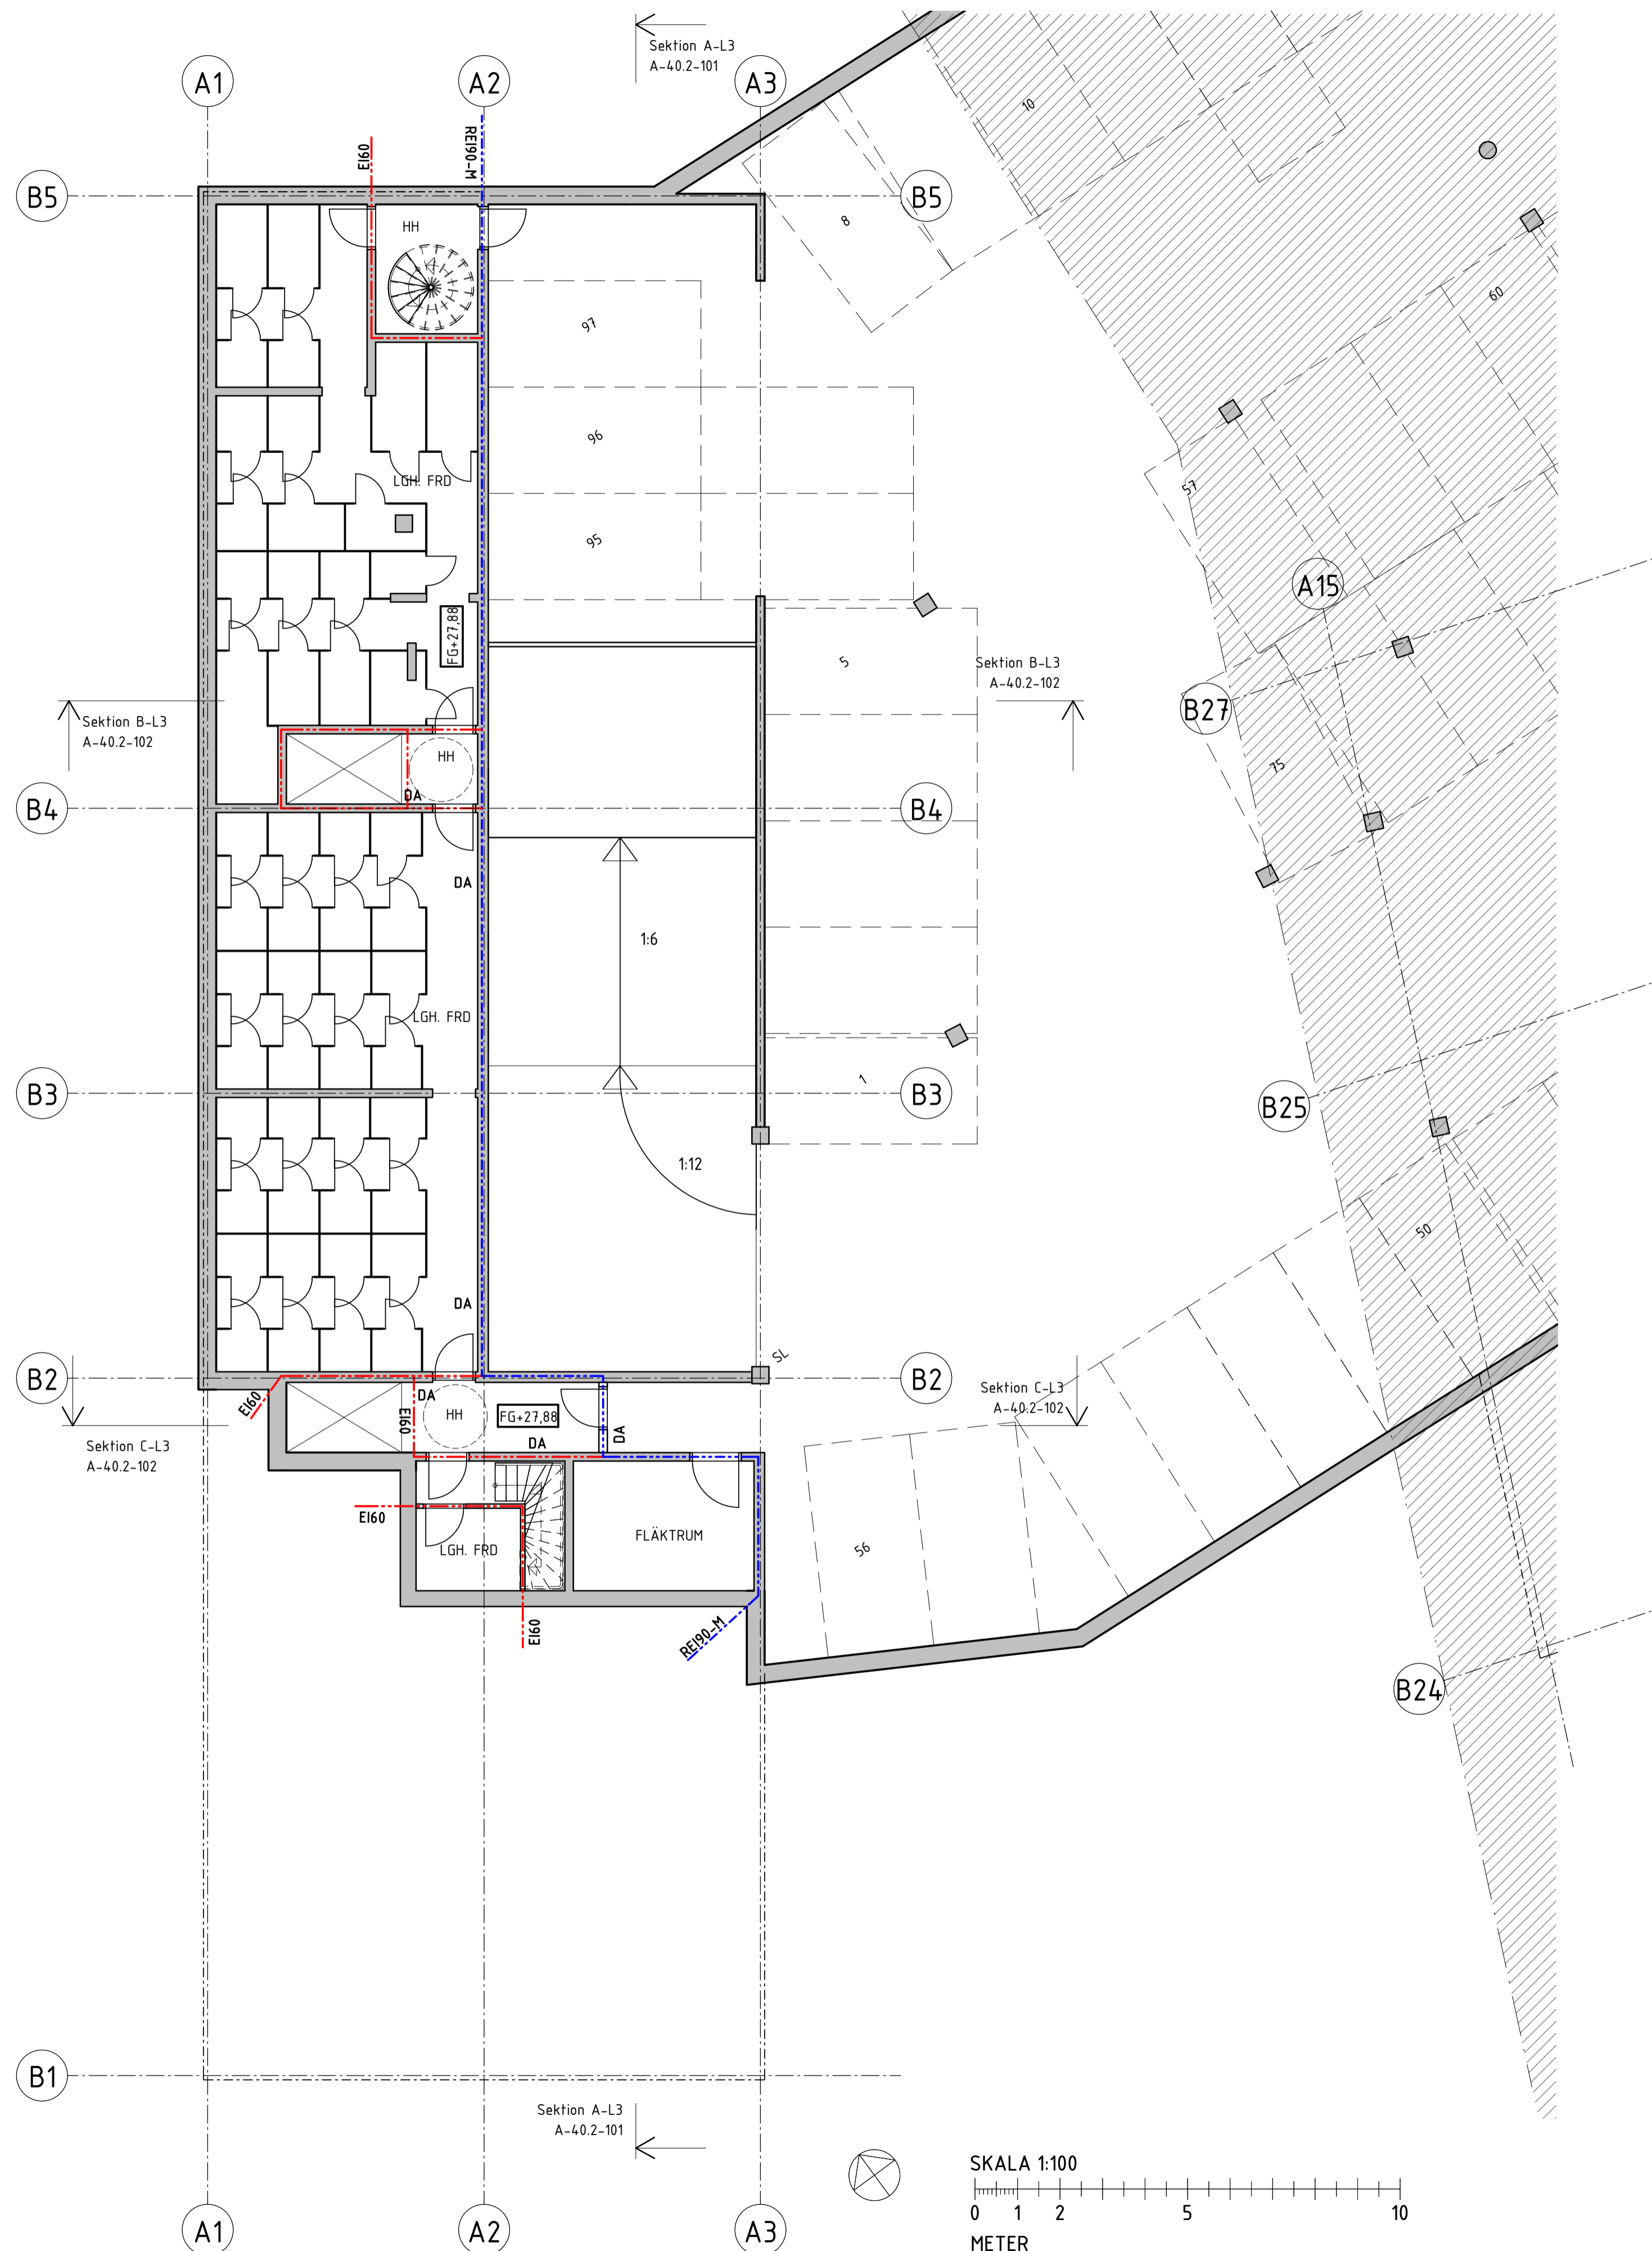 Sektion A-L3
A-40.2-101
A1
A2
A3
EI60
REI90-M
B5
B5
HH
10
8
97
60
96
LGH. FRD
57
95
A15
FG+27,88
5
Sektion B-L3
A-40.2-102
Sektion B-L3
A-40.2-102
B27
HH
75
DA
B4
B4
DA
1:6
LGH. FRD
B3
1
B3
B25
1:12
50
DA
SL
B2
B2
EI60
DA
EI60
HH
FG+27,88
DA
DA
Sektion C-L3
A-40.2-102
Sektion C-L3
A-40.2-102
EI60
LGH. FRD
FLÄKTRUM
56
EI60
REI90-M
B24
B1
Sektion A-L3
A-40.2-101
SKALA 1:100
0 1 2 5 10
METER
A1
A2
A3